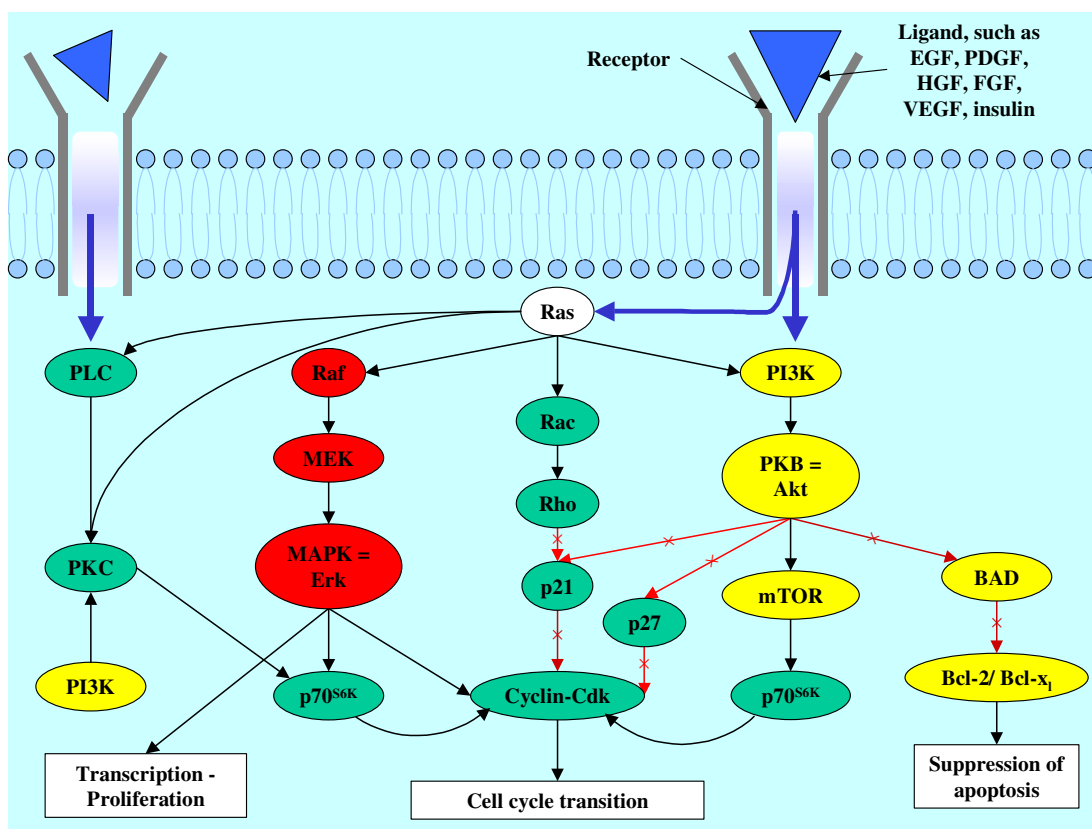 Receptor
Ligand, such as
EGF, PDGF,
HGF, FGF,
VEGF, insulin
Ras
PLC
Raf
PI3K
Rac
MEK
PKB =
Akt
Rho
PKC
MAPK =
Erk
p21
BAD
mTOR
p27
PI3K
p70S6K
Cyclin-Cdk
p70S6K
Bcl-2/ Bcl-xl
Transcription -
Proliferation
Cell cycle transition
Suppression of
apoptosis